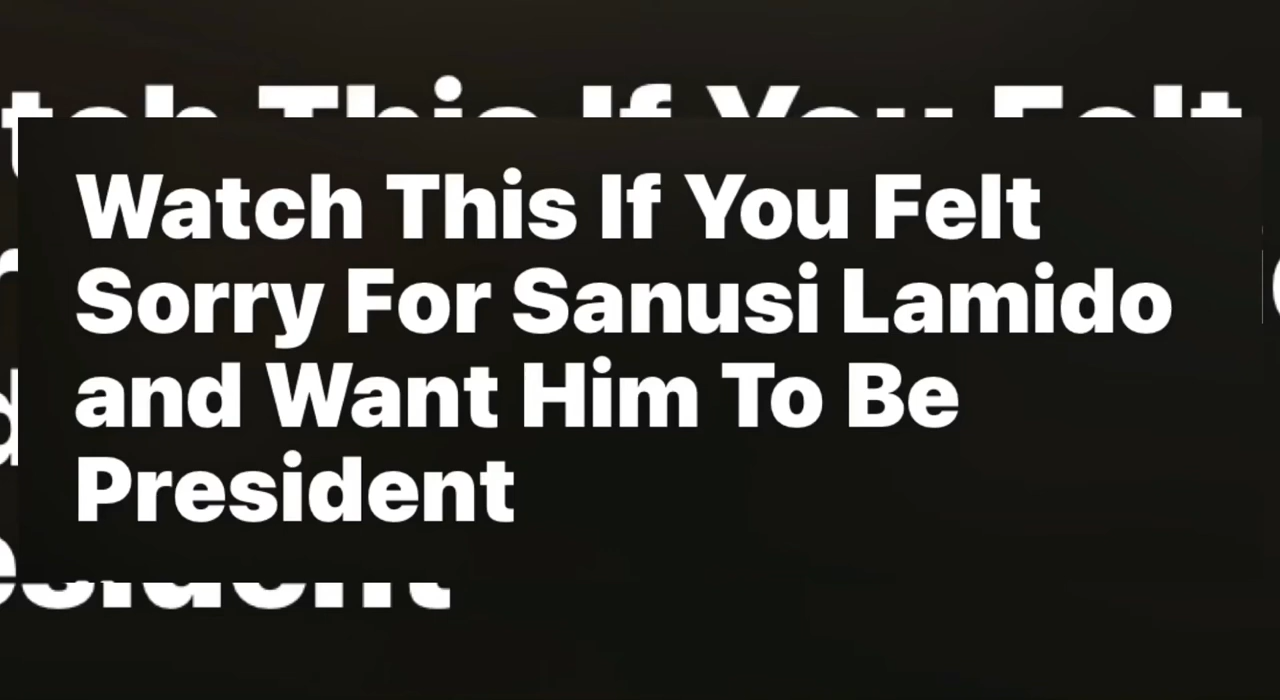 Watch This If You Felt
Sorry For Sanusi Lamido
and Want Him To Be
President